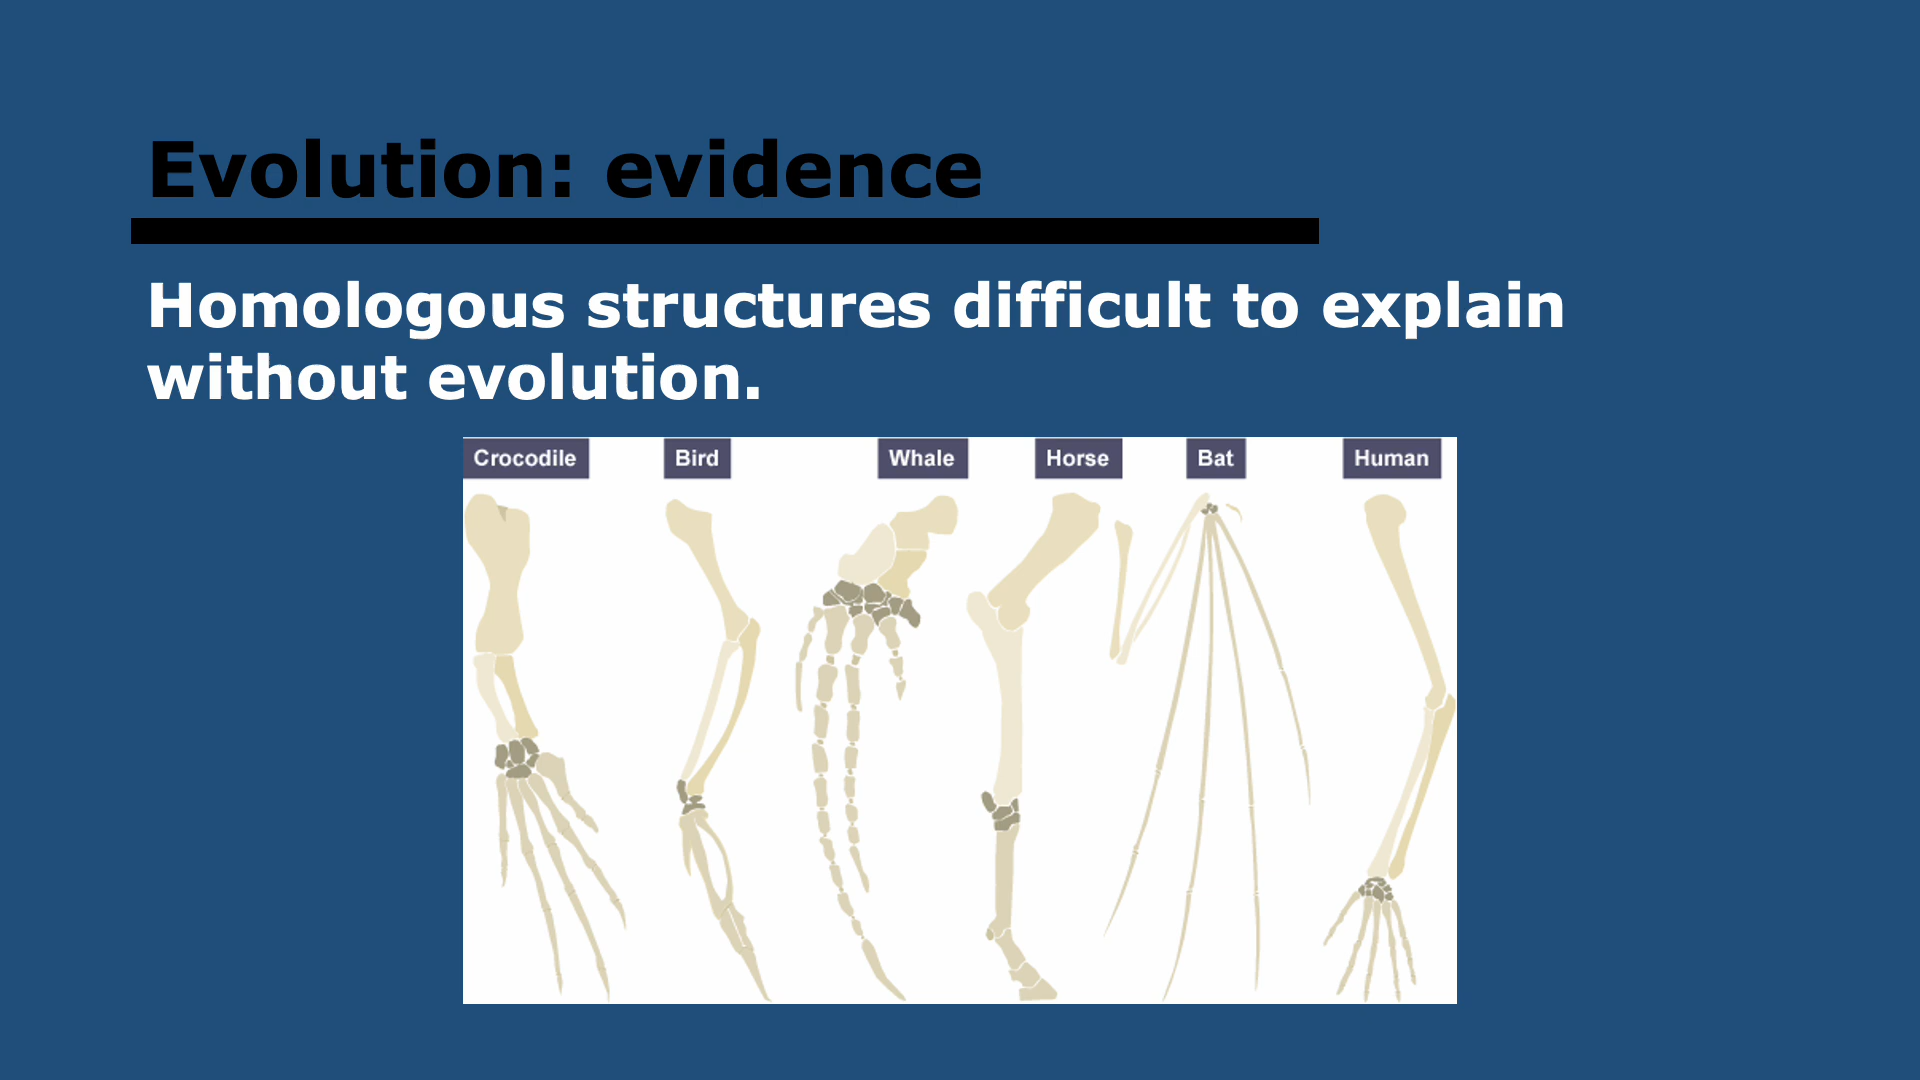 Evolution: evidence
Homologous structures difficult to explain
without evolution.
Crocodile Bird Whale Horse Bat Human